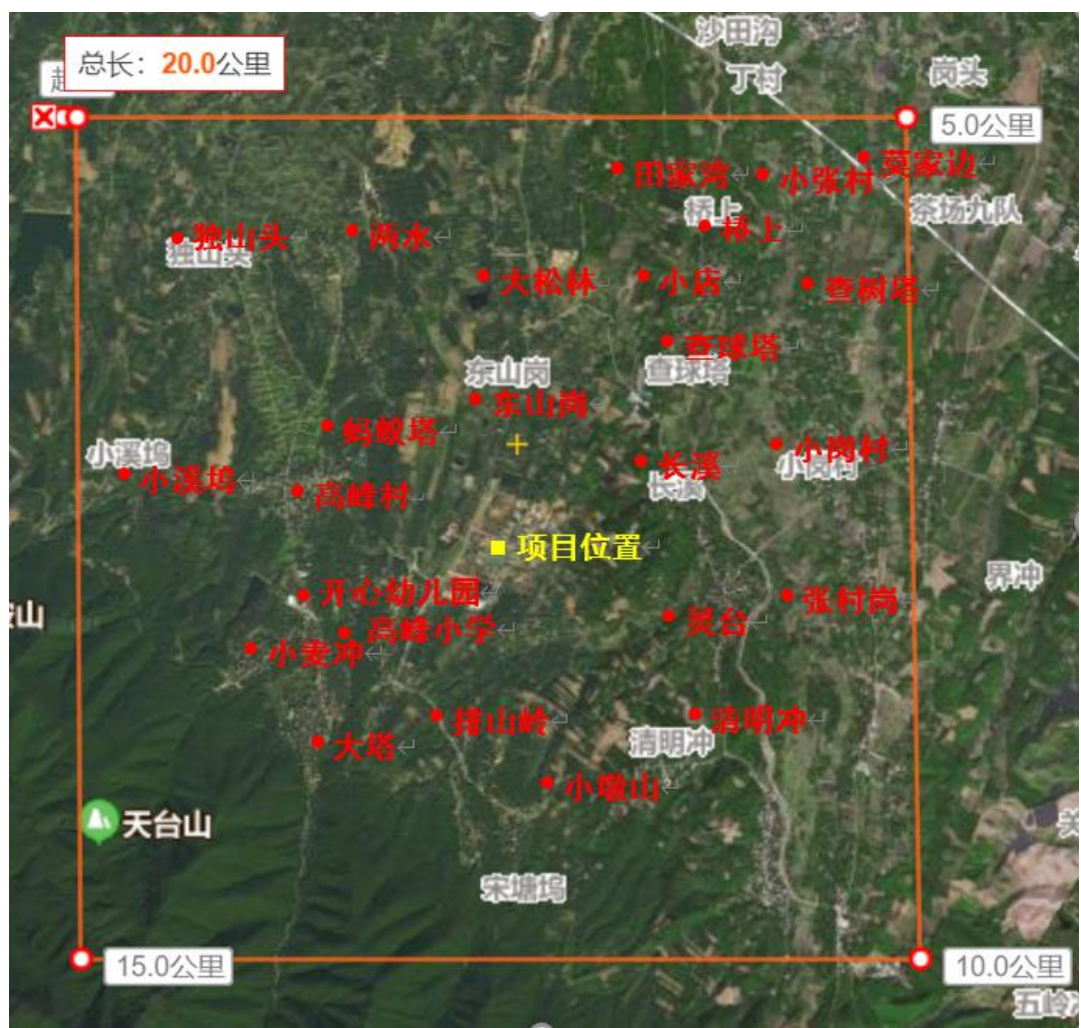 沙田沟
总长：20.0公里
丁村
岗头
5.0公里
田家湾
小张村
莫家边
桥上
茶场九队
桥上
独山头
独山头
两水
大松林
小店
查树塔
查球塔
东山岗
查球塔
东山岗
蚂蚁塔
小溪坞
小岗村
小溪坞
长溪
小岗村
高峰村
长溪
项目位置
界冲
开心幼儿园
张村岗
山
高峰小学
灵台
小麦冲
排山岭
清明冲
大塔
清明冲
小墩山
天台山
宋塘坞
15.0公里
10.0公里
五岭